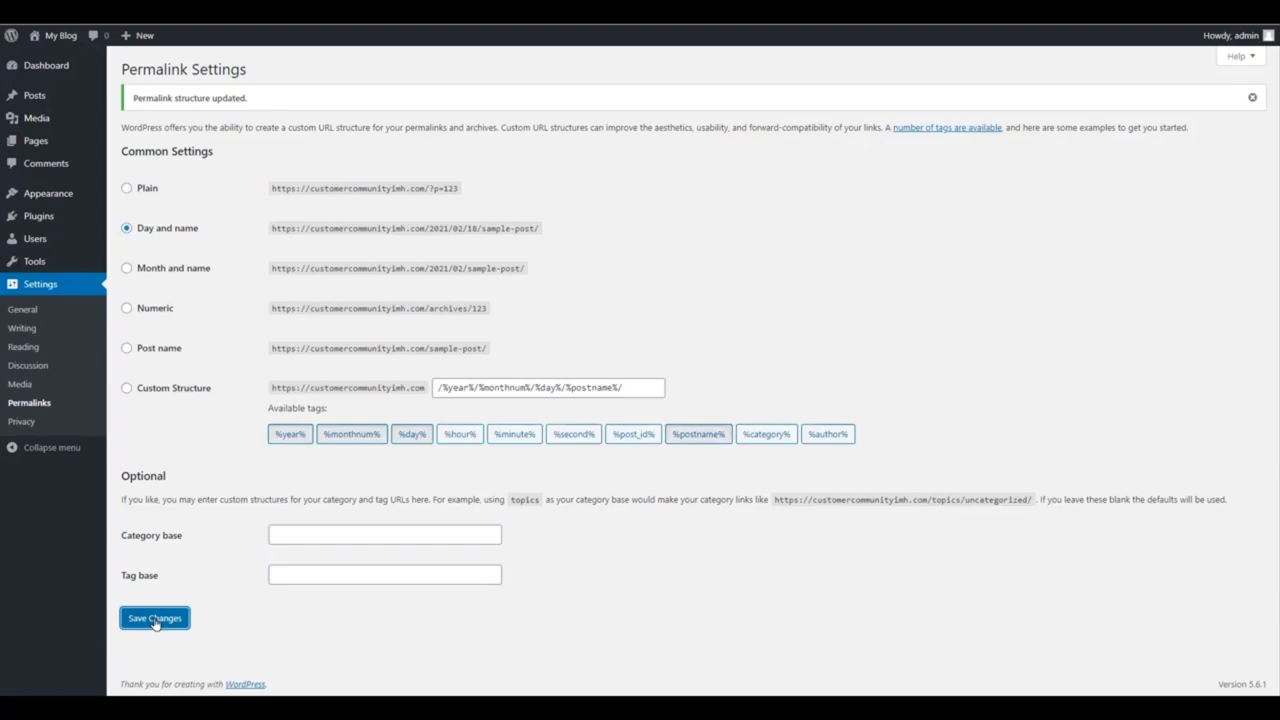 My Blog 0 New Howdy, admin
Help
Dashboard
Posts
Media
Pages
Comments
Appearance
Plugins
Users
Tools
Settings
General
Writing
Reading
Discussion
Media
Permalinks
Privacy
Collapse menu
Permalink Settings
Permalink structure updated.
WordPress offers you the ability to create a custom URL structure for your permalinks and archives. Custom URL structures can improve the aesthetics, usability, and forward-compatibility of your links. A number of tags are available, and here are some examples to get you started.
Common Settings
Plain https://customercommunityimh.com/?p=123
Day and name https://customercommunityimh.com/2021/02/18/sample-post/
Month and name https://customercommunityimh.com/2021/02/sample-post/
Numeric https://customercommunityimh.com/archives/123
Post name https://customercommunityimh.com/sample-post/
Custom Structure https://customercommunityimh.com /%year%/%monthnum%/%day%/%postname%/
Available tags:
%year% %monthnum% %day% %hour% %minute% %second% %post_id% %postname% %category% %author%
Optional
If you like, you may enter custom structures for your category and tag URLs here. For example, using topics as your category base would make your category links like https://customercommunityimh.com/topics/uncategorized/ . If you leave these blank the defaults will be used.
Category base
Tag base
Save Changes
Thank you for creating with WordPress. Version 5.6.1